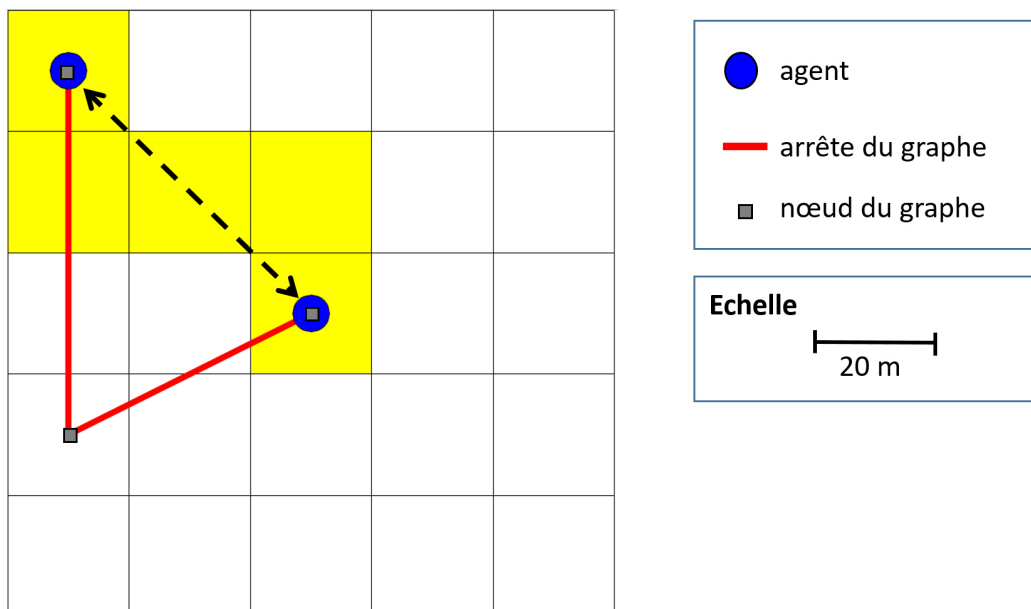 agent
arrête du graphe
nœud du graphe
Echelle
20 m